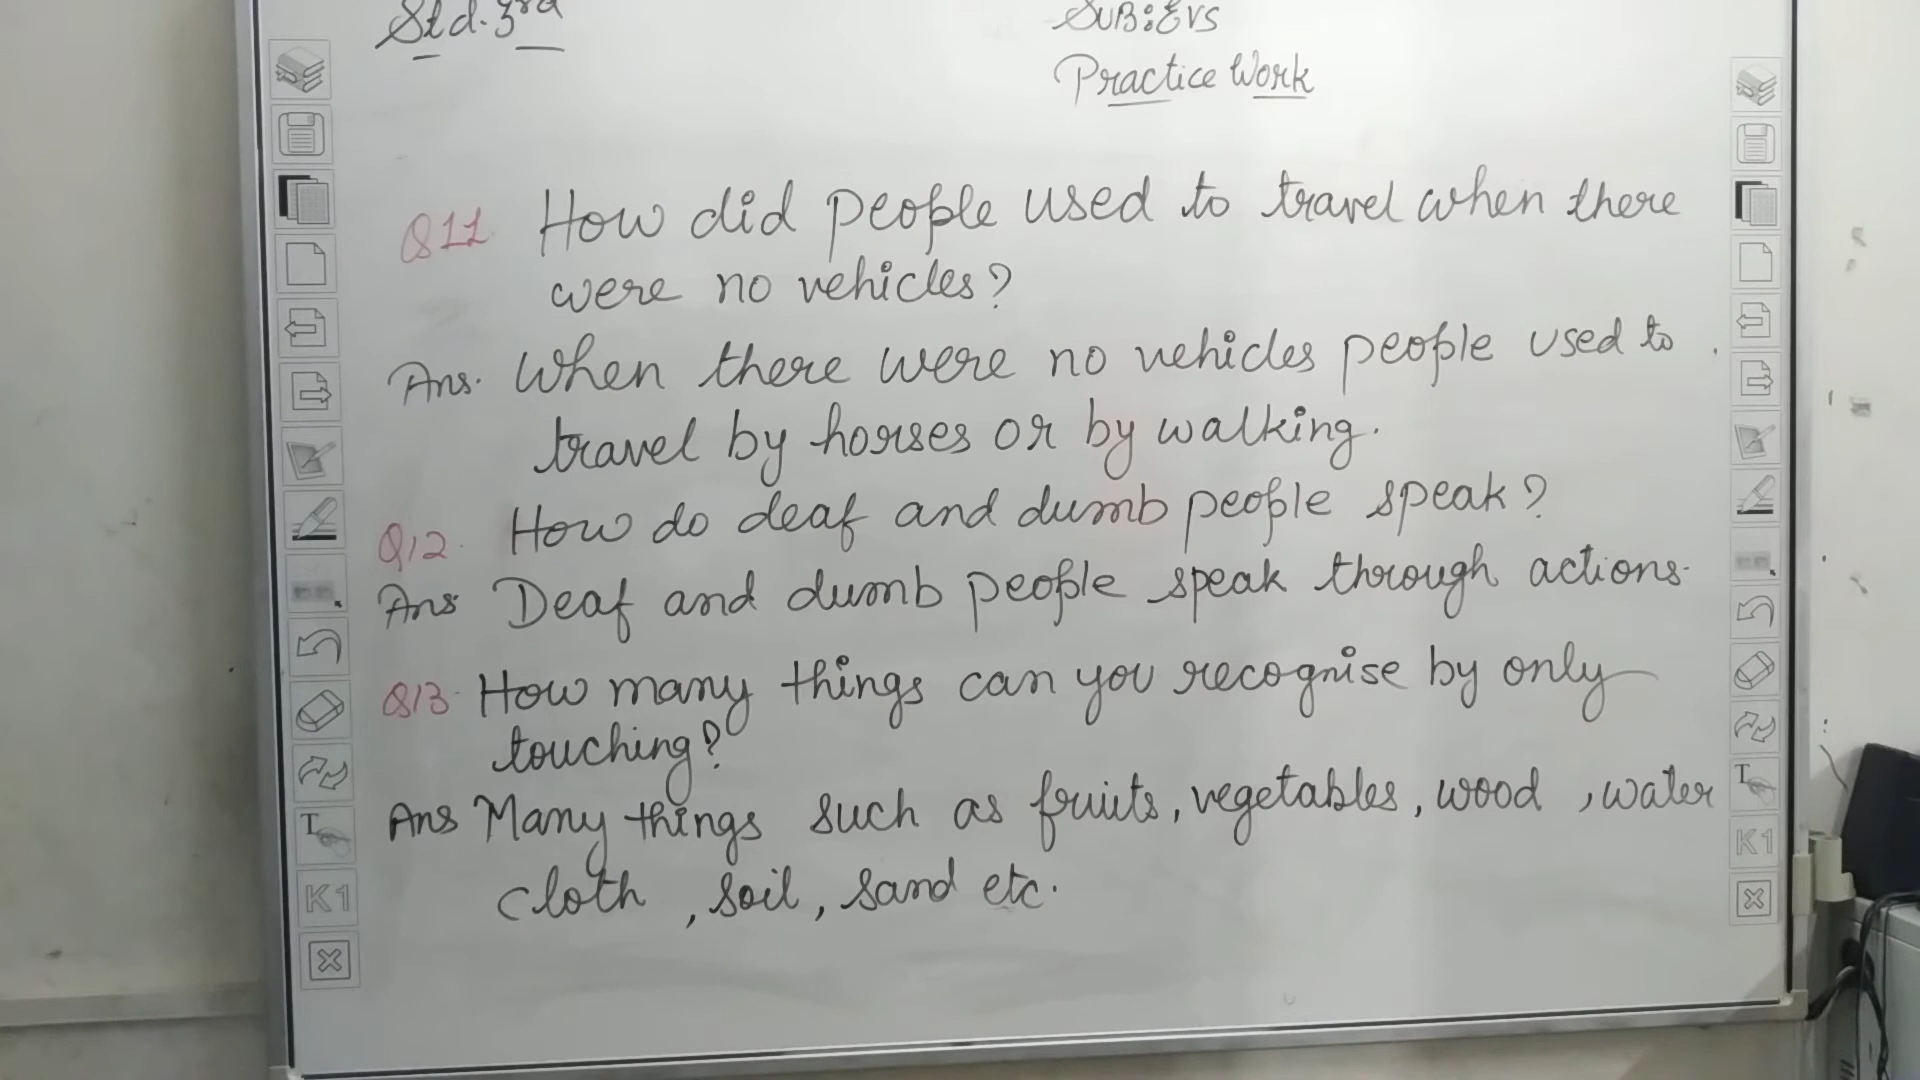 Std. 3rd
SUB: EVS
Practice Work
Q11 How did people used to travel when there
were no vehicles?
Ans. When there were no vehicles people used to
travel by horses or by walking.
Q12. How do deaf and dumb people speak?
Ans Deaf and dumb people speak through actions.
Q13. How many things can you recognise by only
touching?
Ans Many things such as fruits, vegetables, wood, water
cloth, soil, sand etc.
T
K1
T
K1